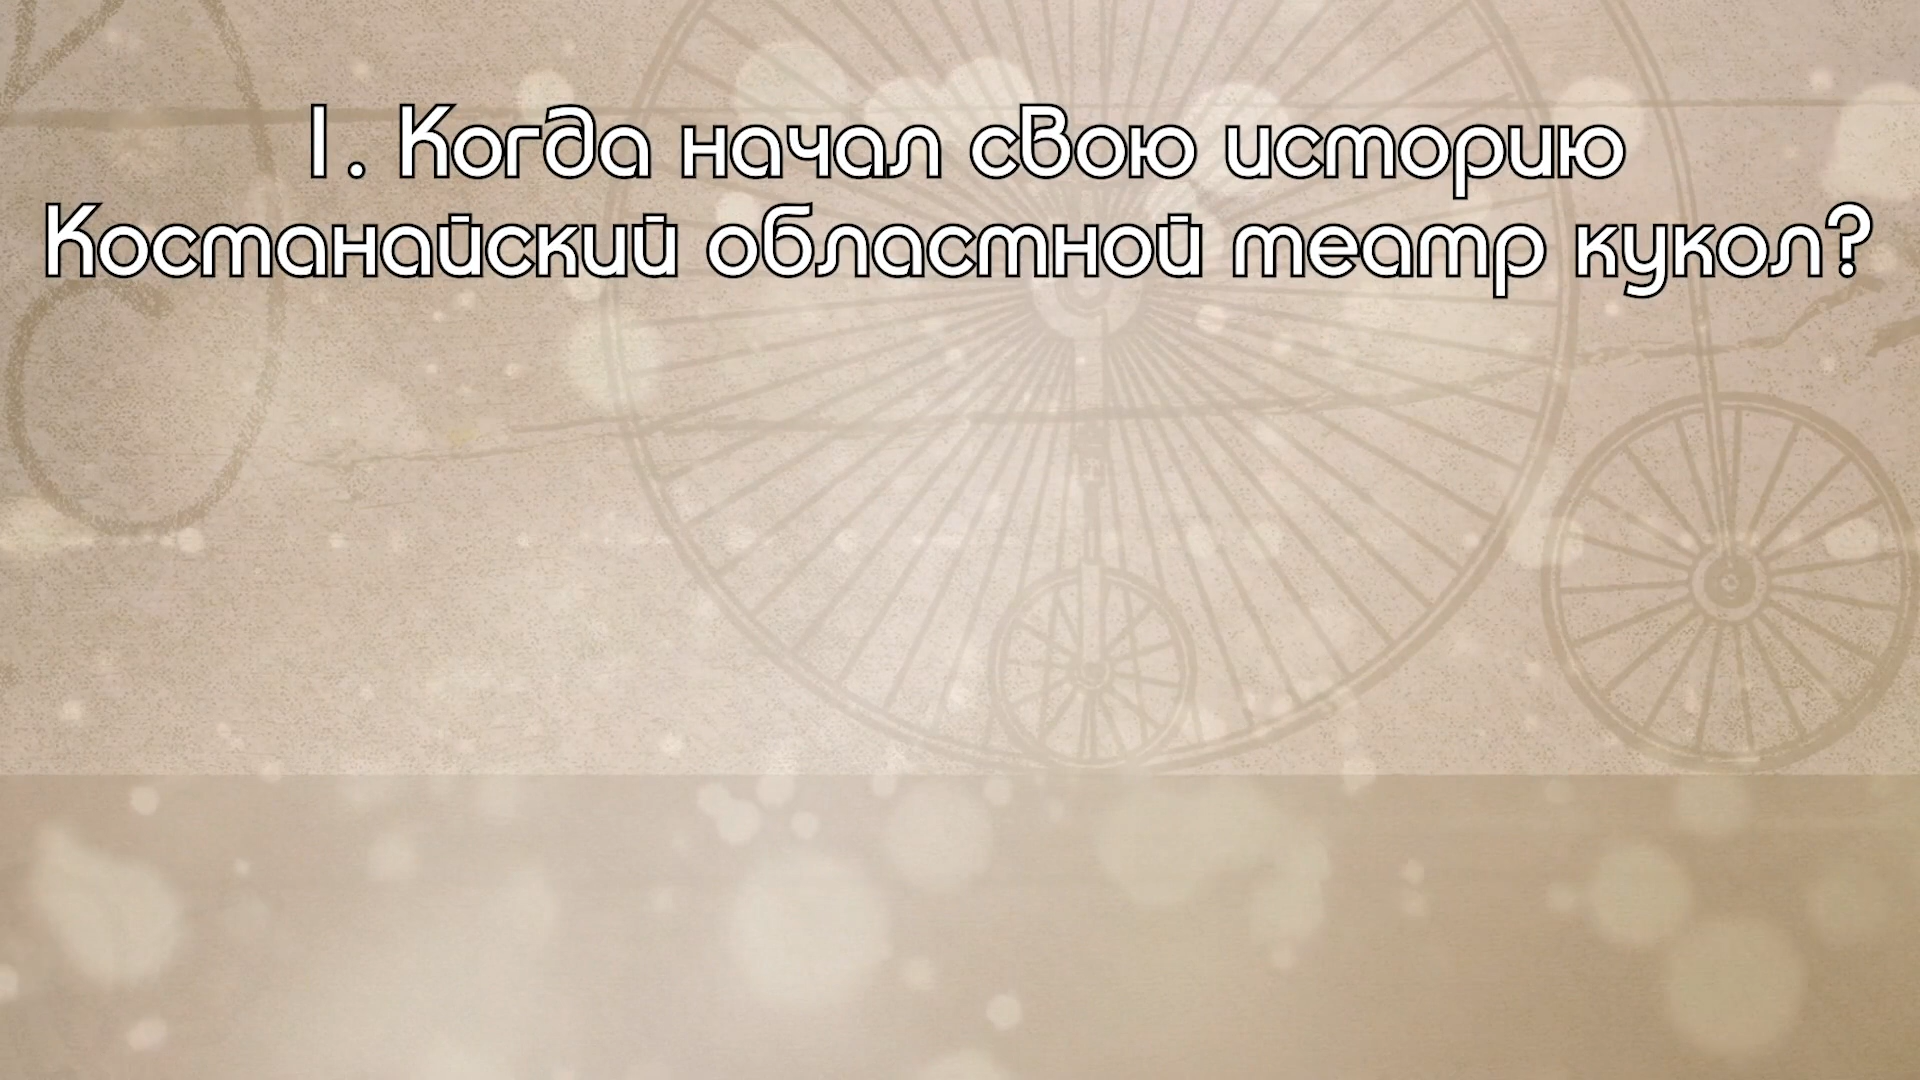 1. Когда начал свою историю
Костанайский областной театр кукол?